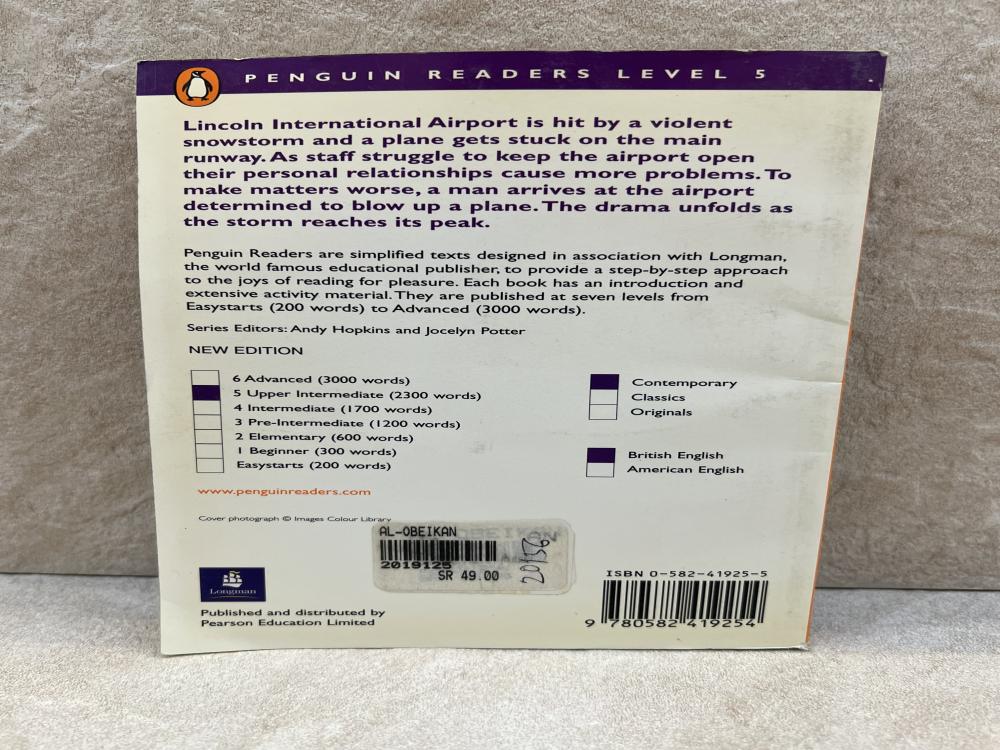 PENGUIN READERS LEVEL 5
Lincoln International Airport is hit by a violent
snowstorm and a plane gets stuck on the main
runway. As staff struggle to keep the airport open
their personal relationships cause more problems. To
make matters worse, a man arrives at the airport
determined to blow up a plane. The drama unfolds as
the storm reaches its peak.
Penguin Readers are simplified texts designed in association with Longman,
the world famous educational publisher, to provide a step-by-step approach
to the joys of reading for pleasure. Each book has an introduction and
extensive activity material. They are published at seven levels from
Easystarts (200 words) to Advanced (3000 words).
Series Editors: Andy Hopkins and Jocelyn Potter
NEW EDITION
6 Advanced (3000 words)
5 Upper Intermediate (2300 words)
4 Intermediate (1700 words)
3 Pre-Intermediate (1200 words)
2 Elementary (600 words)
1 Beginner (300 words)
Easystarts (200 words)
Contemporary
Classics
Originals
British English
American English
www.penguinreaders.com
Cover photograph © Images Colour Library
AL-OBEIKAN
2019125
SR 49.00
Longman
Published and distributed by
Pearson Education Limited
ISBN 0-582-41925-5
9 780582 419254